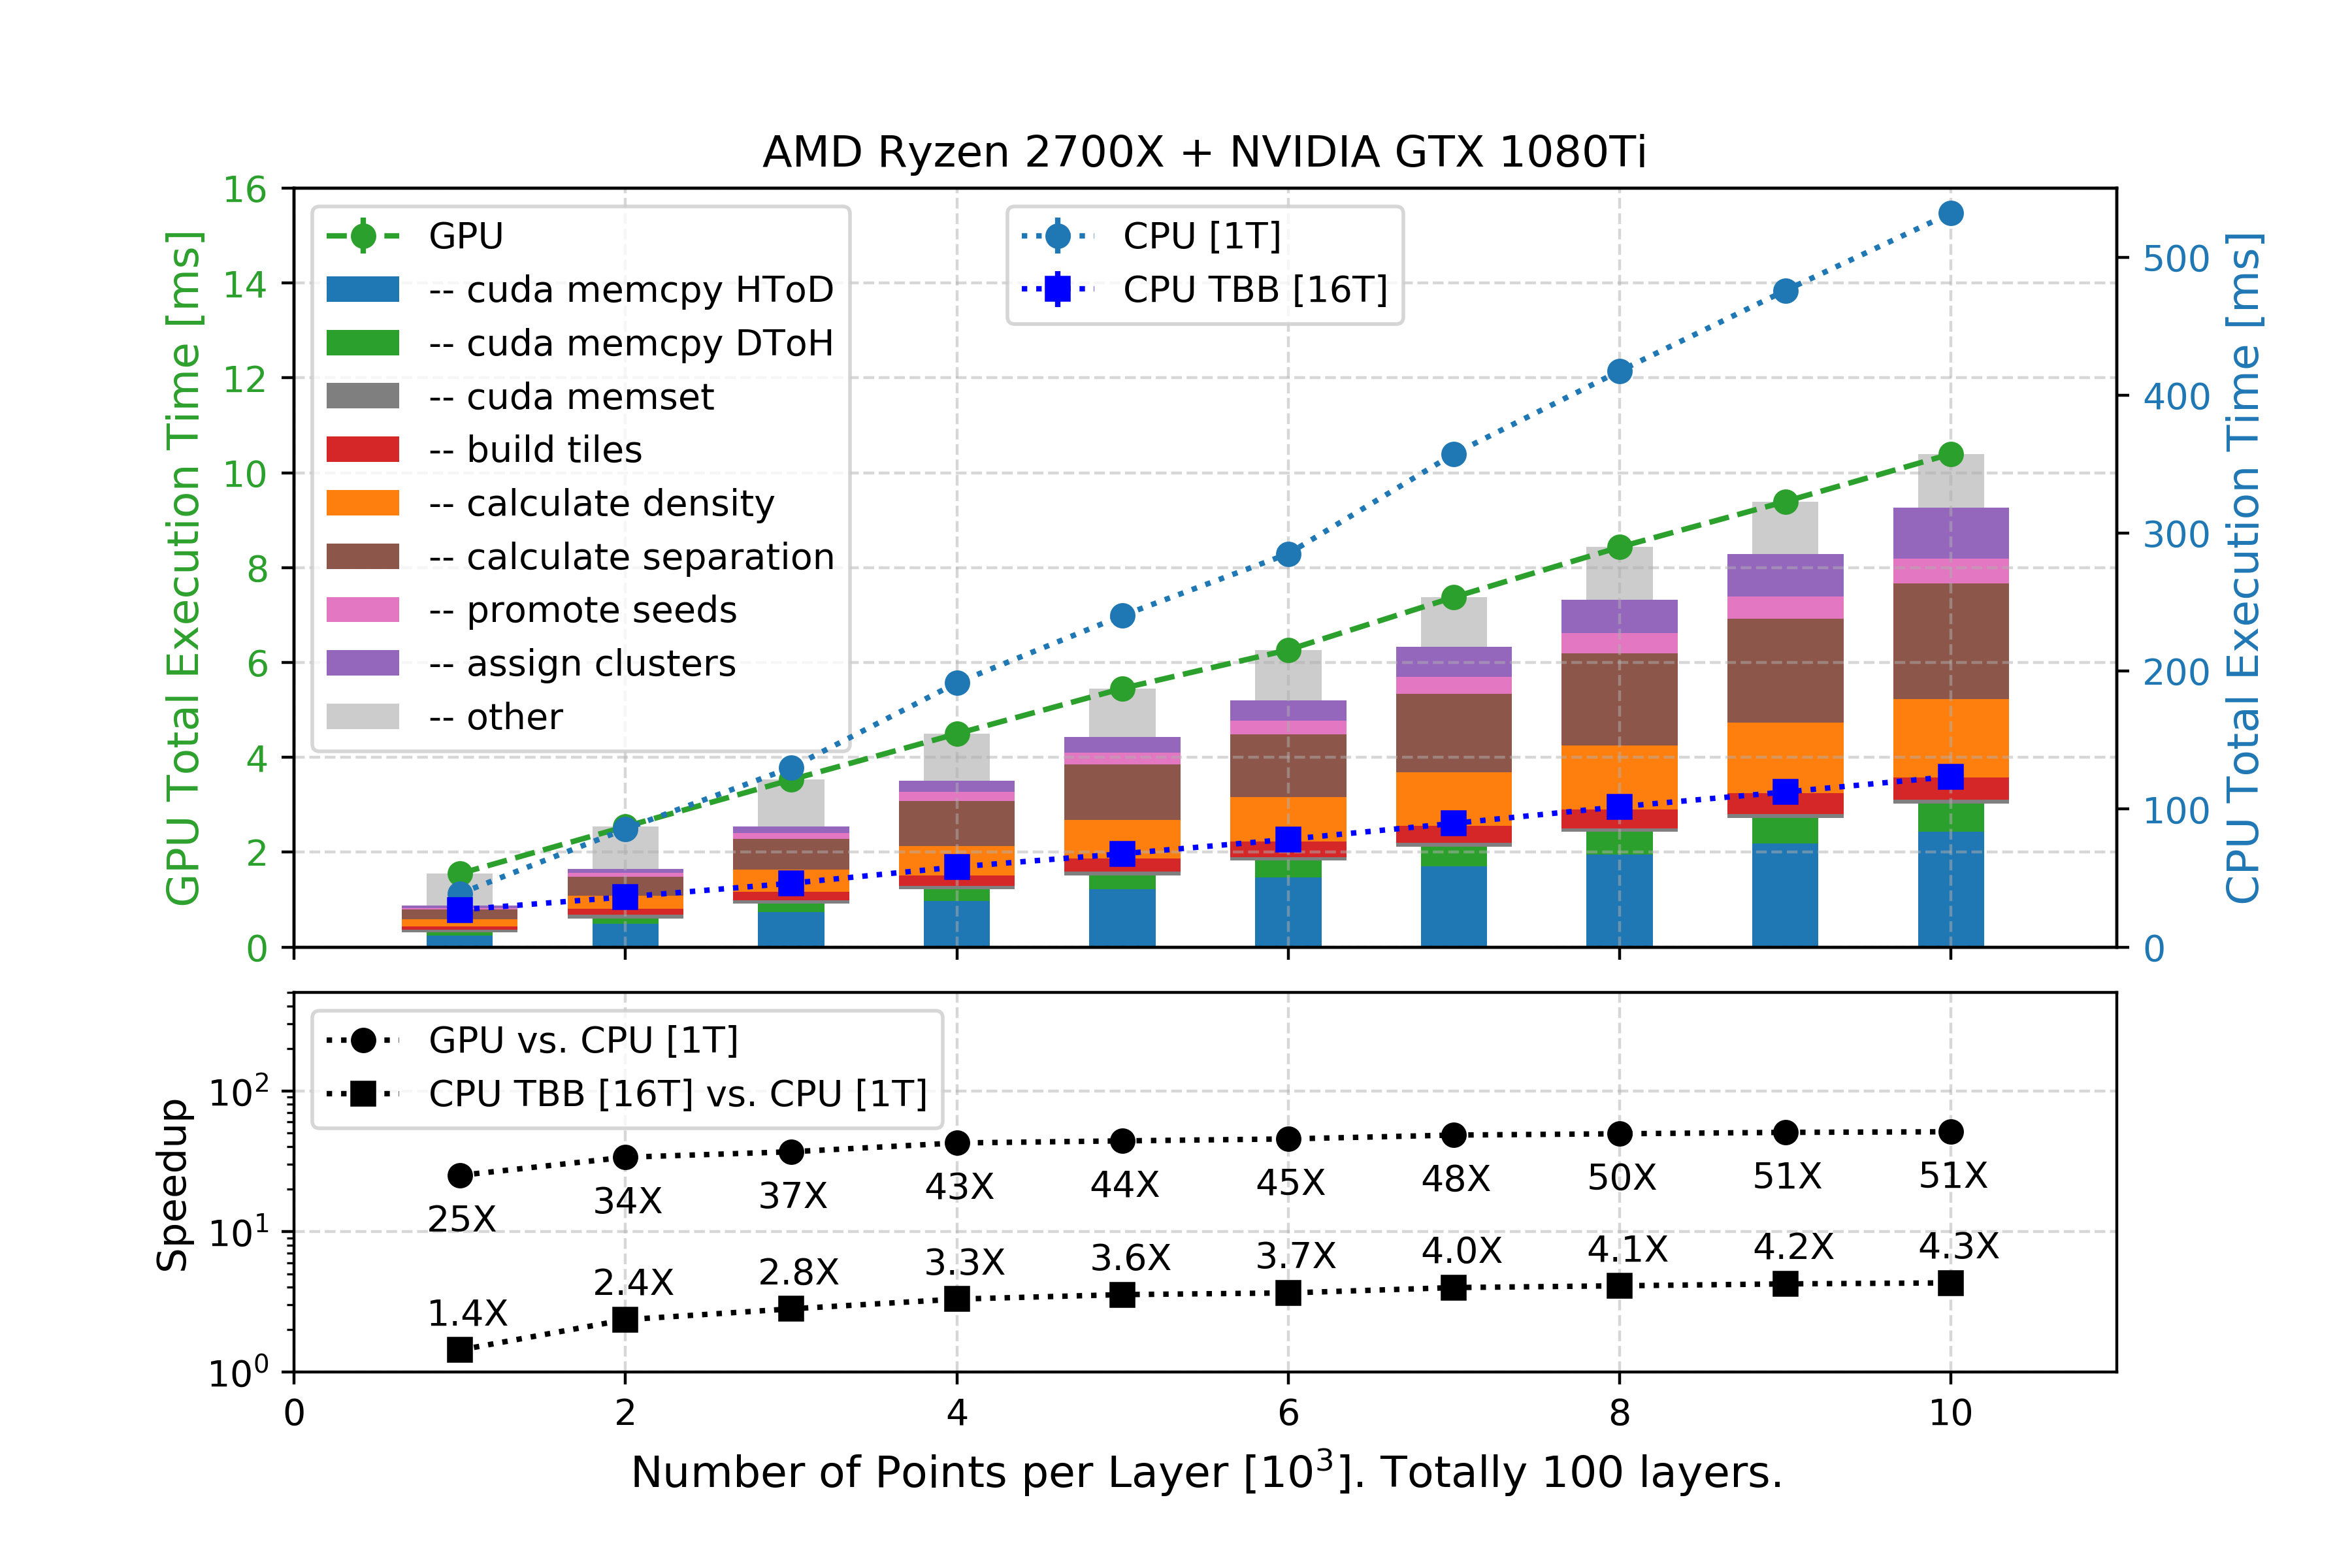 AMD Ryzen 2700X + NVIDIA GTX 1080Ti
GPU Total Execution Time [ms]
16
14
12
10
8
6
4
2
0
GPU
-- cuda memcpy HToD
-- cuda memcpy DToH
-- cuda memset
-- build tiles
-- calculate density
-- calculate separation
-- promote seeds
-- assign clusters
-- other
CPU [1T]
CPU TBB [16T]
500
400
300
200
100
0
CPU Total Execution Time [ms]
Speedup
10²
10¹
10⁰
GPU vs. CPU [1T]
CPU TBB [16T] vs. CPU [1T]
25X 34X 37X 43X 44X 45X 48X 50X 51X 51X
1.4X 2.4X 2.8X 3.3X 3.6X 3.7X 4.0X 4.1X 4.2X 4.3X
0 2 4 6 8 10
Number of Points per Layer [10³]. Totally 100 layers.